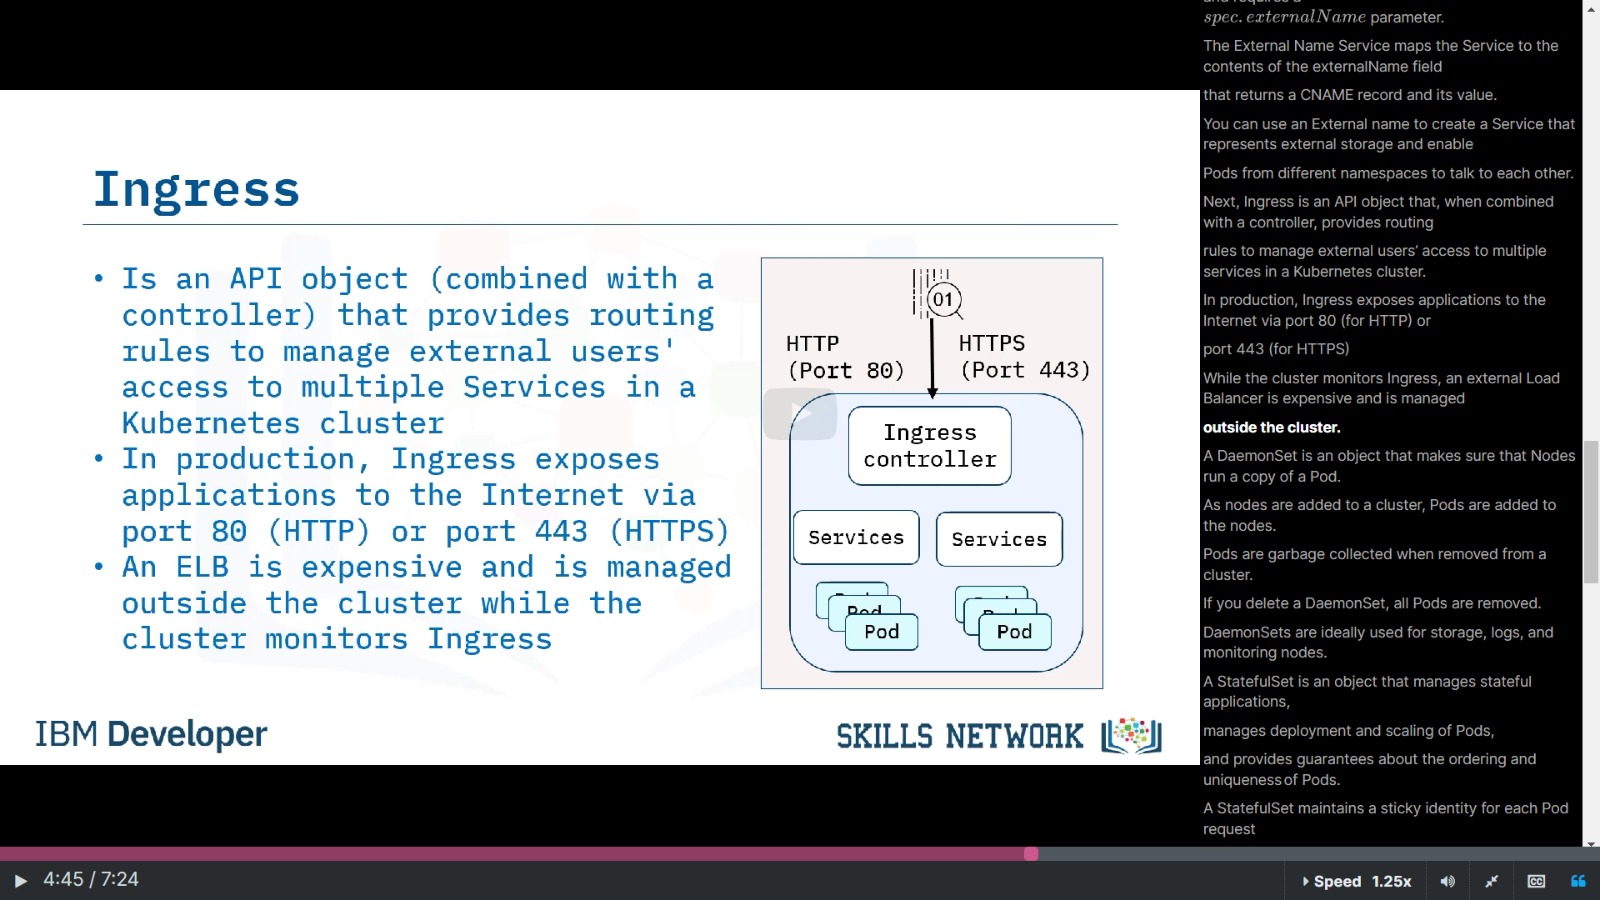 Ingress
• Is an API object (combined with a
controller) that provides routing
rules to manage external users'
access to multiple Services in a
Kubernetes cluster
• In production, Ingress exposes
applications to the Internet via
port 80 (HTTP) or port 443 (HTTPS)
• An ELB is expensive and is managed
outside the cluster while the
cluster monitors Ingress
01
HTTP
(Port 80)
HTTPS
(Port 443)
Ingress
controller
Services
Services
Pod
Pod
Pod
Pod
IBM Developer
SKILLS NETWORK
spec.externalName parameter.
The External Name Service maps the Service to the
contents of the externalName field
that returns a CNAME record and its value.
You can use an External name to create a Service that
represents external storage and enable
Pods from different namespaces to talk to each other.
Next, Ingress is an API object that, when combined
with a controller, provides routing
rules to manage external users' access to multiple
services in a Kubernetes cluster.
In production, Ingress exposes applications to the
Internet via port 80 (for HTTP) or
port 443 (for HTTPS)
While the cluster monitors Ingress, an external Load
Balancer is expensive and is managed
outside the cluster.
A DaemonSet is an object that makes sure that Nodes
run a copy of a Pod.
As nodes are added to a cluster, Pods are added to
the nodes.
Pods are garbage collected when removed from a
cluster.
If you delete a DaemonSet, all Pods are removed.
DaemonSets are ideally used for storage, logs, and
monitoring nodes.
A StatefulSet is an object that manages stateful
applications,
manages deployment and scaling of Pods,
and provides guarantees about the ordering and
uniqueness of Pods.
A StatefulSet maintains a sticky identity for each Pod
request
4:45 / 7:24
Speed 1.25x
CC